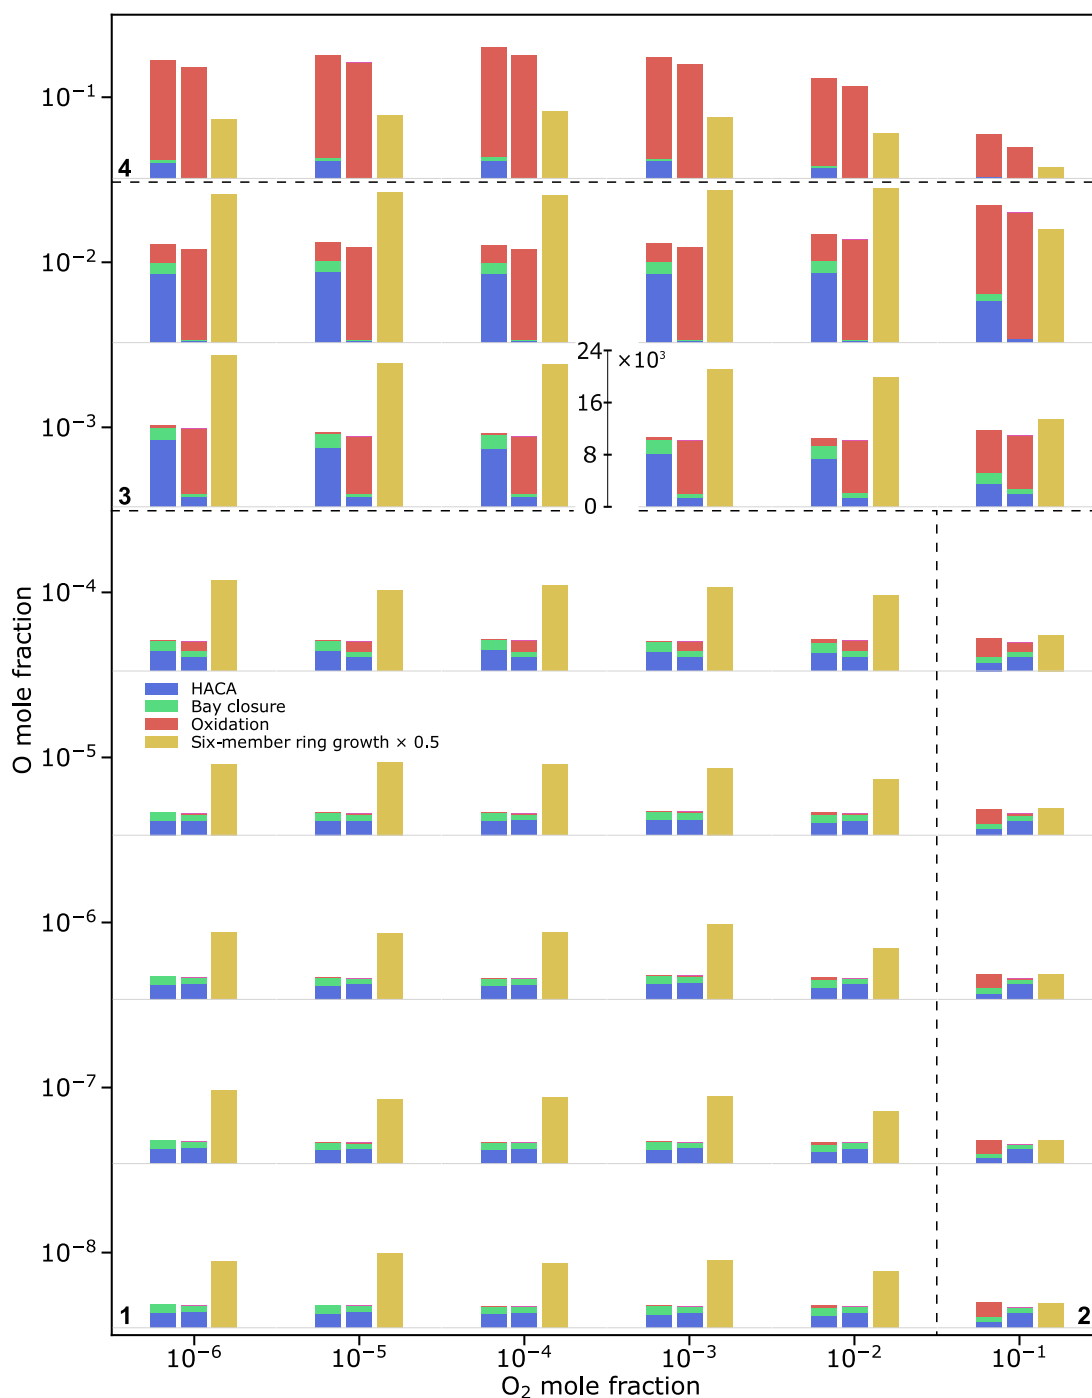 10⁻¹
4
10⁻²
24
×10³
16
8
0
10⁻³
3
10⁻⁴
O mole fraction
HACA
Bay closure
Oxidation
Six-member ring growth × 0.5
10⁻⁵
10⁻⁶
10⁻⁷
10⁻⁸
1
2
10⁻⁶ 10⁻⁵ 10⁻⁴ 10⁻³ 10⁻² 10⁻¹
O₂ mole fraction